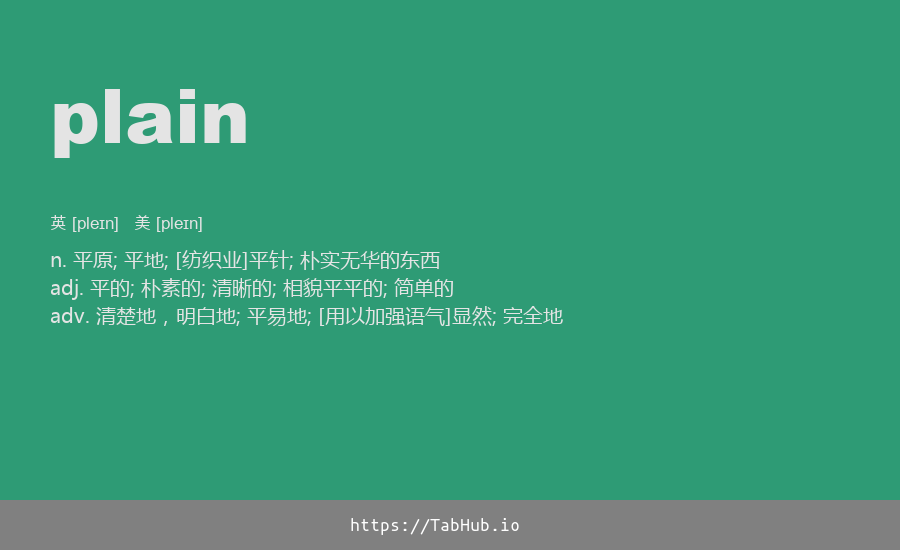 plain
英 [pleɪn] 美 [pleɪn]
n. 平原; 平地; [纺织业]平针; 朴实无华的东西
adj. 平的; 朴素的; 清晰的; 相貌平平的; 简单的
adv. 清楚地，明白地; 平易地; [用以加强语气]显然; 完全地
https://TabHub.io